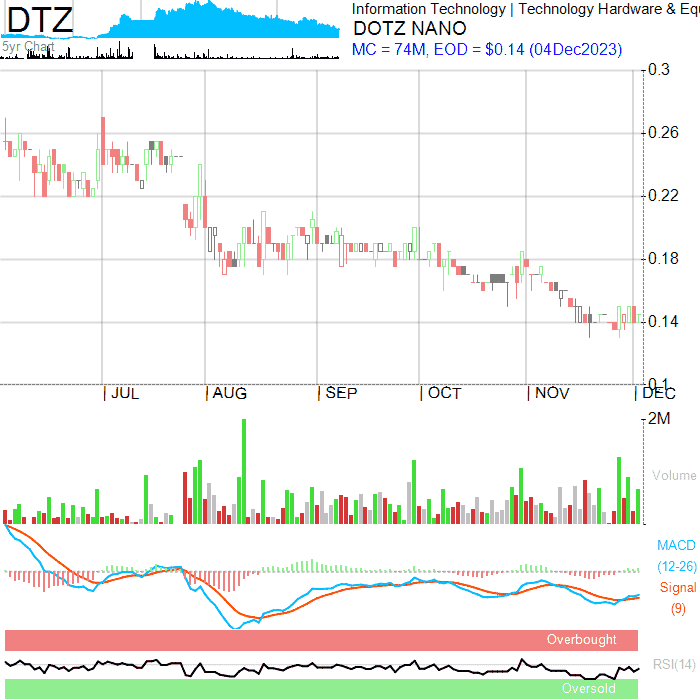 DTZ
Information Technology | Technology Hardware & Equ
DOTZ NANO
MC = 74M, EOD = $0.14 (04Dec2023)
5yr Chart
0.3
0.26
0.22
0.18
0.14
0.1
| JUL | AUG | SEP | OCT | NOV | DEC
2M
Volume
MACD
(12-26)
Signal
(9)
Overbought
RSI(14)
Oversold